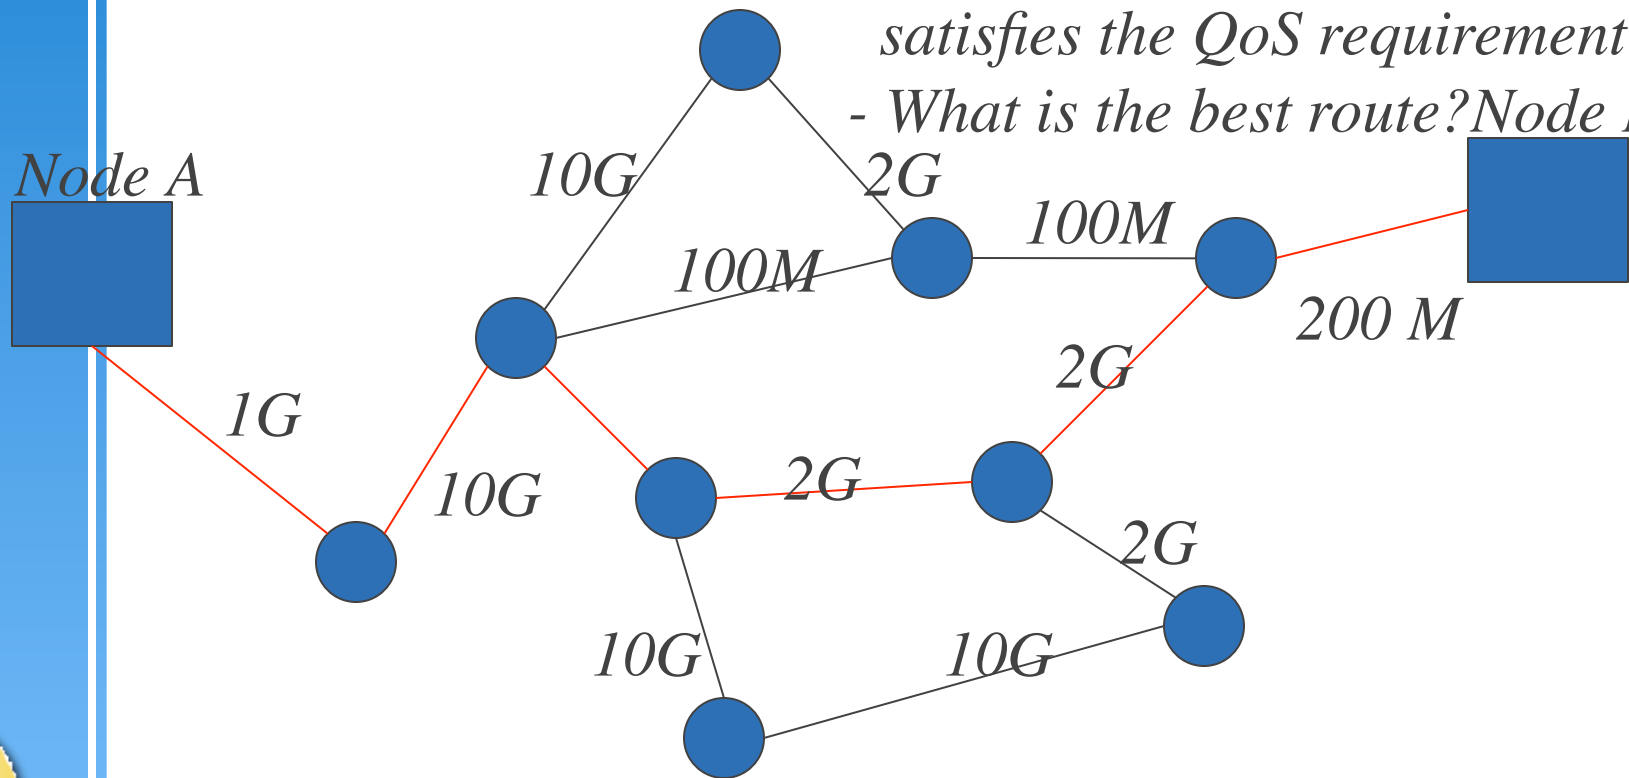 satisfies the QoS requirement
- What is the best route?Node
Node A
10G
2G
100M
100M
200 M
2G
1G
10G
2G
2G
10G
10G